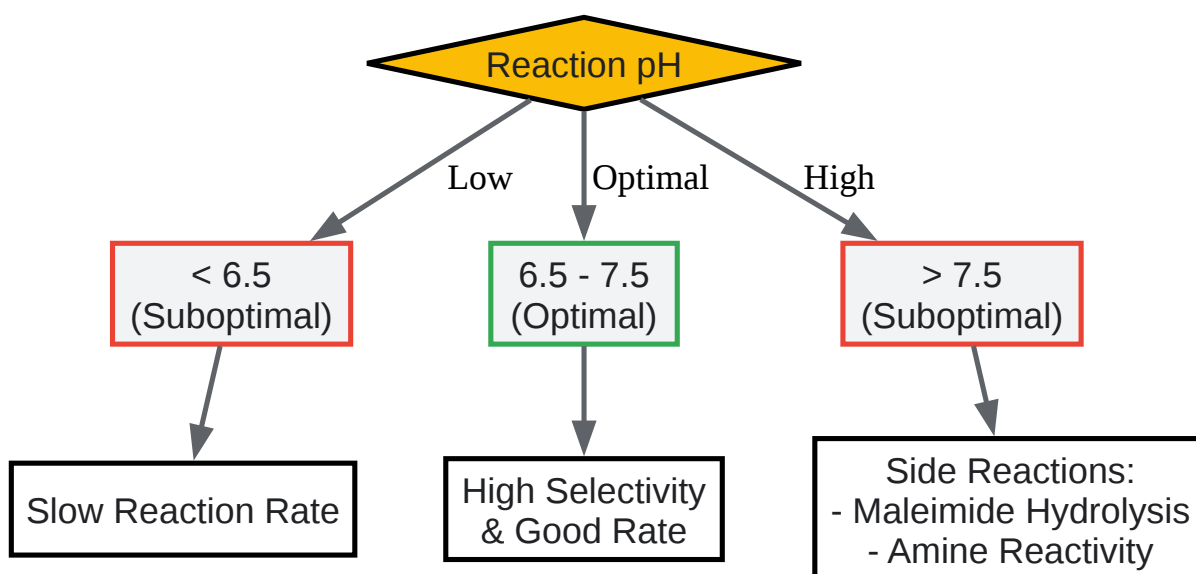 Reaction pH
Low
Optimal
High
< 6.5
(Suboptimal)
6.5 - 7.5
(Optimal)
> 7.5
(Suboptimal)
Slow Reaction Rate
High Selectivity
& Good Rate
Side Reactions:
- Maleimide Hydrolysis
- Amine Reactivity